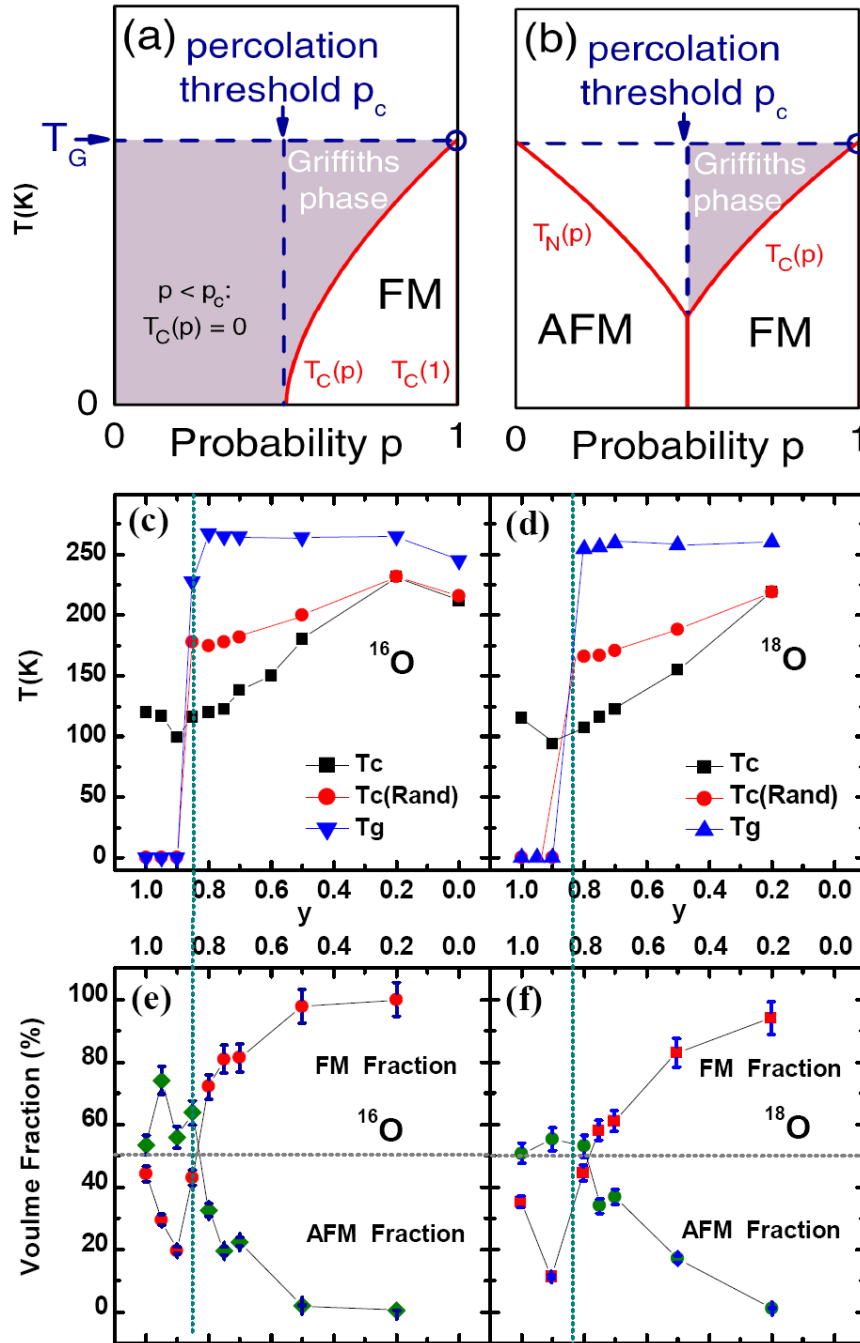 (a)
percolation
threshold p_c
T_G
Griffiths
phase
T(K)
p < p_c:
T_C(p) = 0
FM
T_C(p) T_C(1)
0
0 Probability p 1
(b)
percolation
threshold p_c
Griffiths
phase
T_N(p)
T_C(p)
AFM FM
0 Probability p 1
(c)
T(K)
250
200
150
100
50
0
16O
Tc
Tc(Rand)
Tg
1.0 0.8 0.6 0.4 0.2 0.0
y
(d)
18O
Tc
Tc(Rand)
Tg
1.0 0.8 0.6 0.4 0.2 0.0
y
1.0 0.8 0.6 0.4 0.2 0.0
(e)
Voulme Fraction (%)
100
80
60
40
20
0
FM Fraction
16O
AFM Fraction
1.0 0.8 0.6 0.4 0.2 0.0
(f)
FM Fraction
18O
AFM Fraction